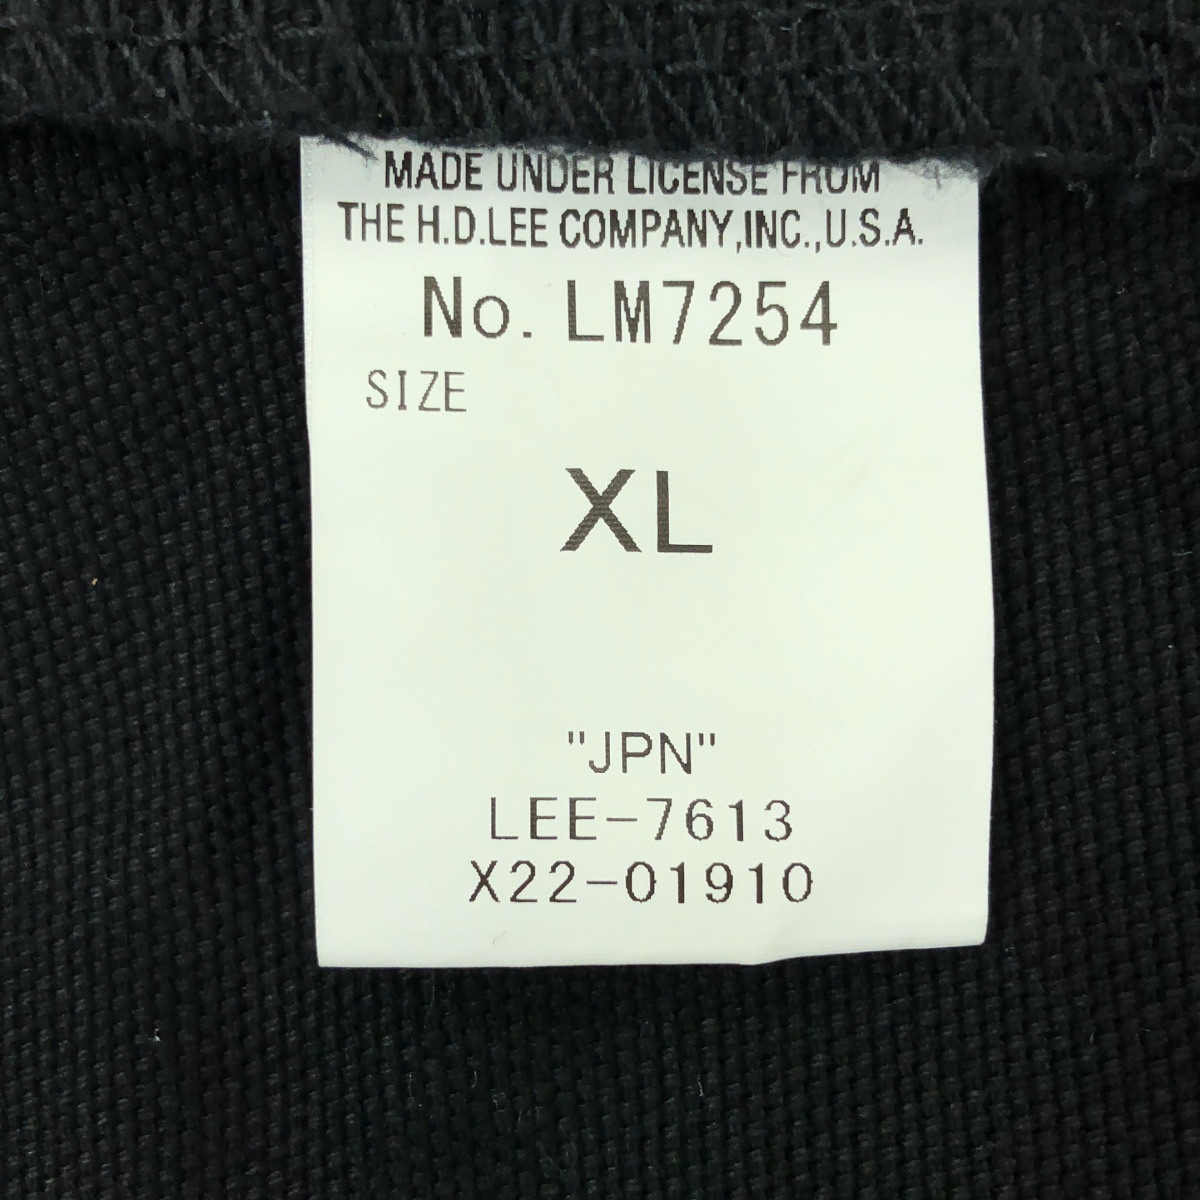 MADE UNDER LICENSE FROM
THE H.D.LEE COMPANY,INC.,U.S.A.
No. LM7254
SIZE
XL
"JPN"
LEE-7613
X22-01910